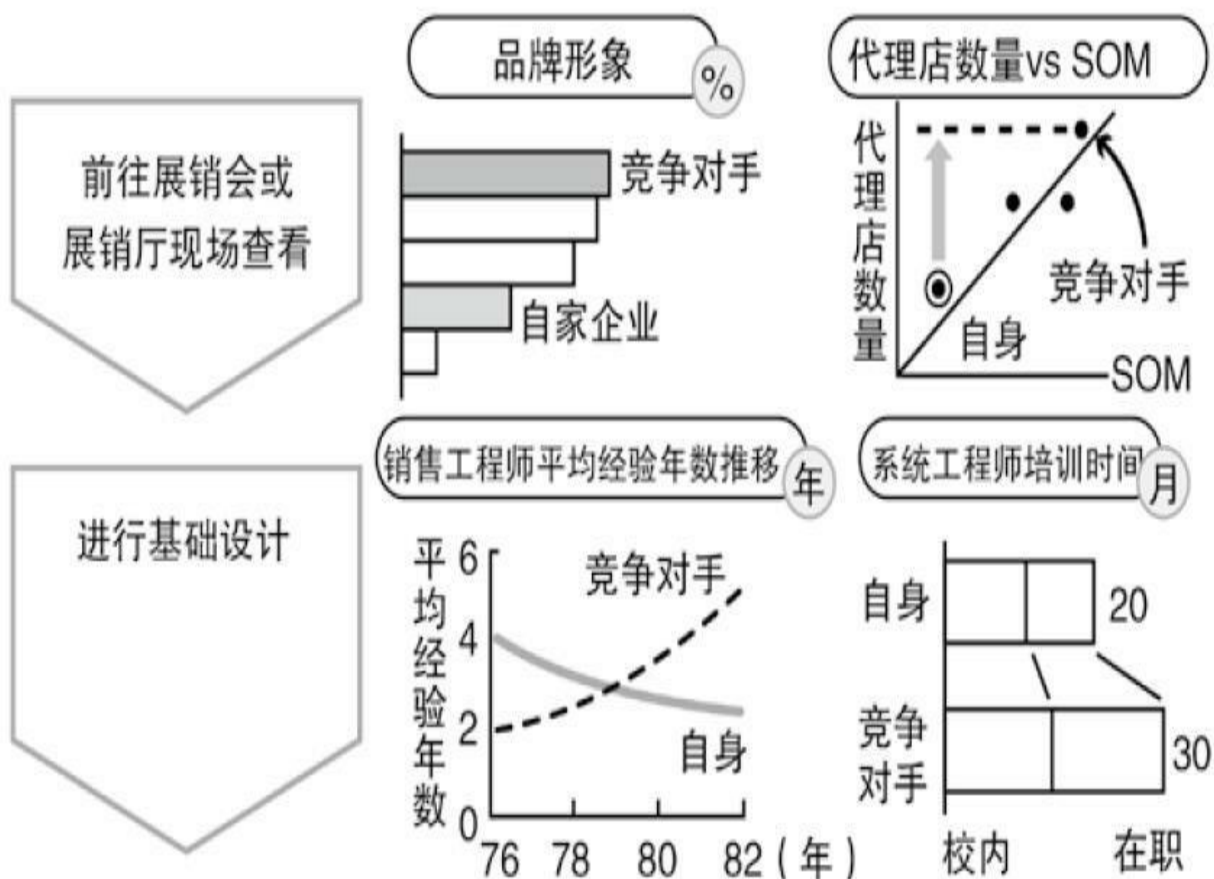 品牌形象
%
代理店数量vs SOM
前往展销会或
展销厅现场查看
竞争对手
自家企业
代理店数量
竞争对手
自身
SOM
销售工程师平均经验年数推移
年
系统工程师培训时间
月
进行基础设计
平均经验年数
6
4
2
0
竞争对手
自身
76 78 80 82（年）
自身
20
竞争
对手
30
校内 在职